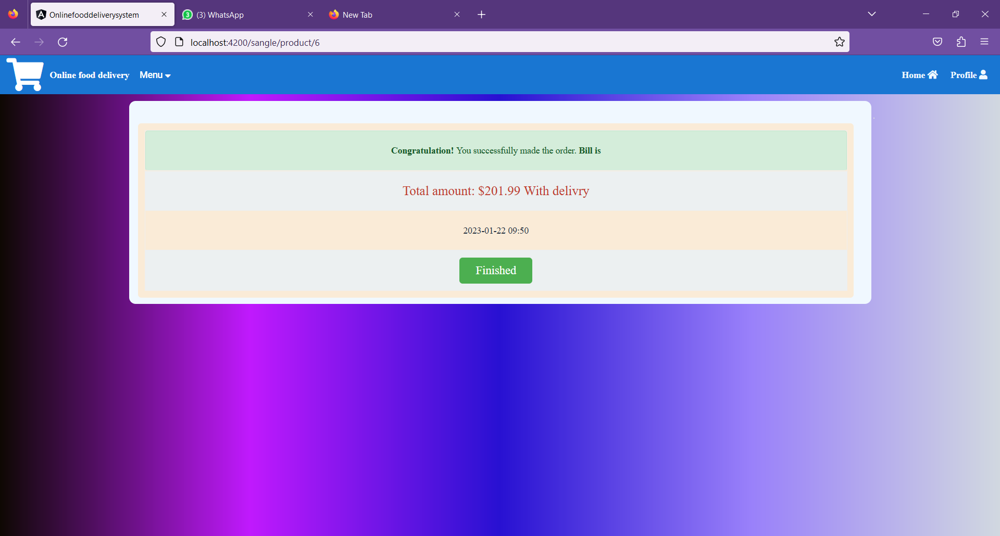 Onlinefooddeliverysystem
3 (3) WhatsApp
New Tab
localhost:4200/sangle/product/6
Online food delivery
Menu
Home
Profile
Congratulation! You successfully made the order. Bill is
Total amount: $201.99 With delivry
2023-01-22 09:50
Finished